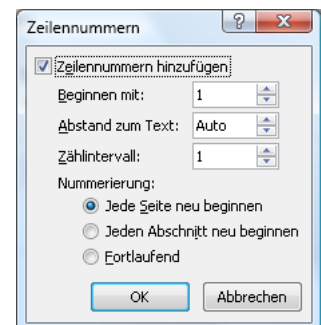 Zeilennummern
Zeilennummern hinzufügen
Beginnen mit: 1
Abstand zum Text: Auto
Zählintervall: 1
Nummerierung:
Jede Seite neu beginnen
Jeden Abschnitt neu beginnen
Fortlaufend
OK Abbrechen